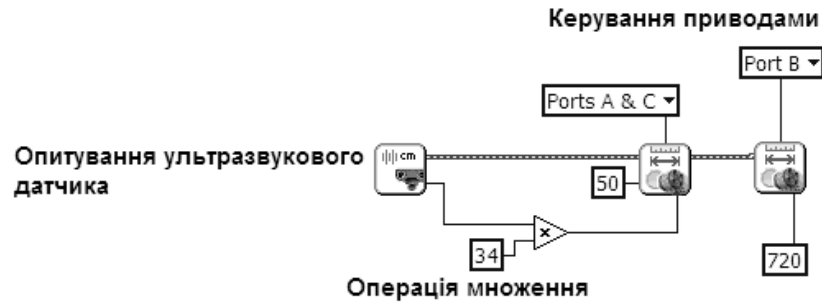 Керування приводами
Port B
Ports A & C
Опитування ультразвукового
датчика
cm
50
x
34
720
Операція множення